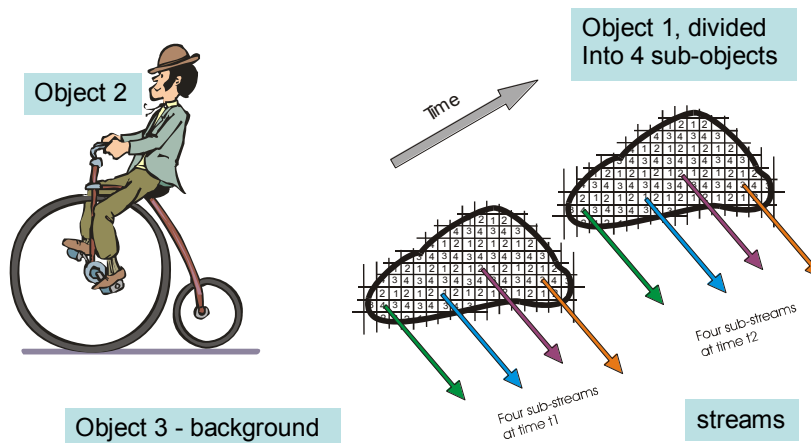 Object 1, divided
Into 4 sub-objects
Object 2
Time
Four sub-streams
at time t2
Four sub-streams
at time t1
Object 3 - background
streams